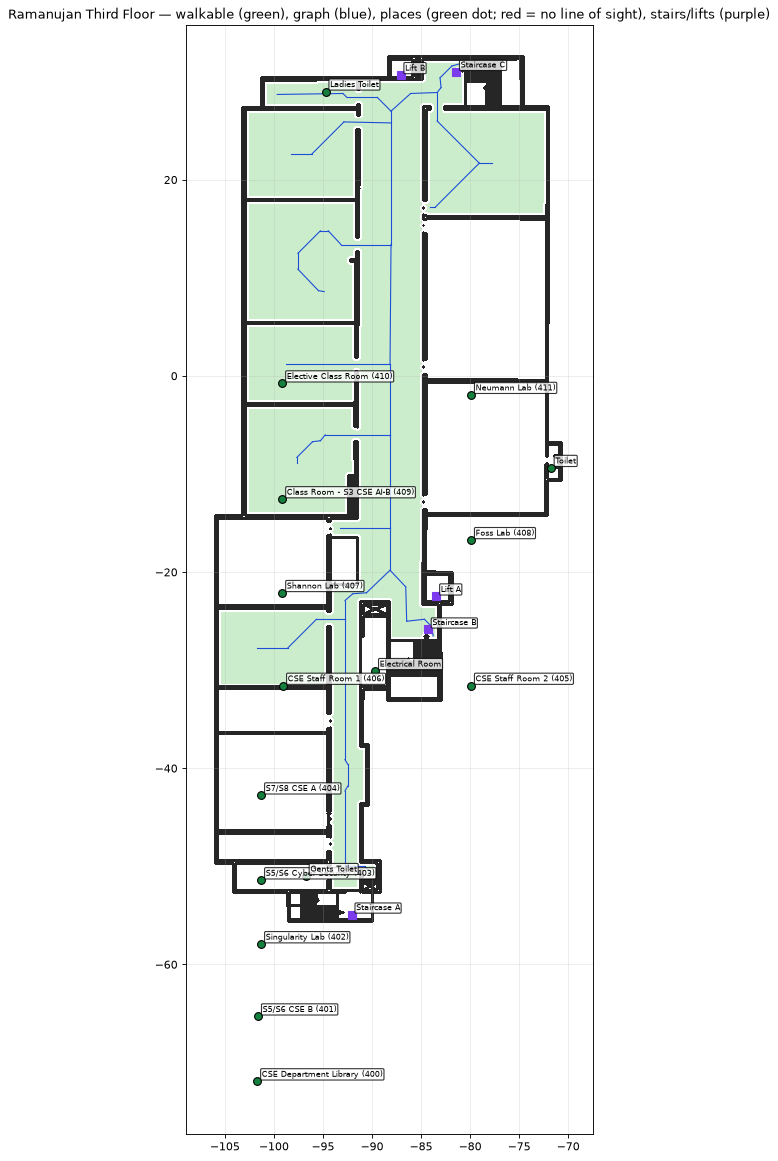 Ramanujan Third Floor — walkable (green), graph (blue), places (green dot; red = no line of sight), stairs/lifts (purple)
Lift B
Staircase C
Ladies Toilet
20
0
Elective Class Room (410)
Neumann Lab (411)
Toilet
Class Room - S3 CSE AI-B (409)
Foss Lab (408)
−20
Shannon Lab (407)
Lift A
Staircase B
Electrical Room
CSE Staff Room 1 (406)
CSE Staff Room 2 (405)
−40
S7/S8 CSE A (404)
Gents Toilet
S5/S6 Cyber Security (403)
Staircase A
Singularity Lab (402)
−60
S5/S6 CSE B (401)
CSE Department Library (400)
−105
−100
−95
−90
−85
−80
−75
−70